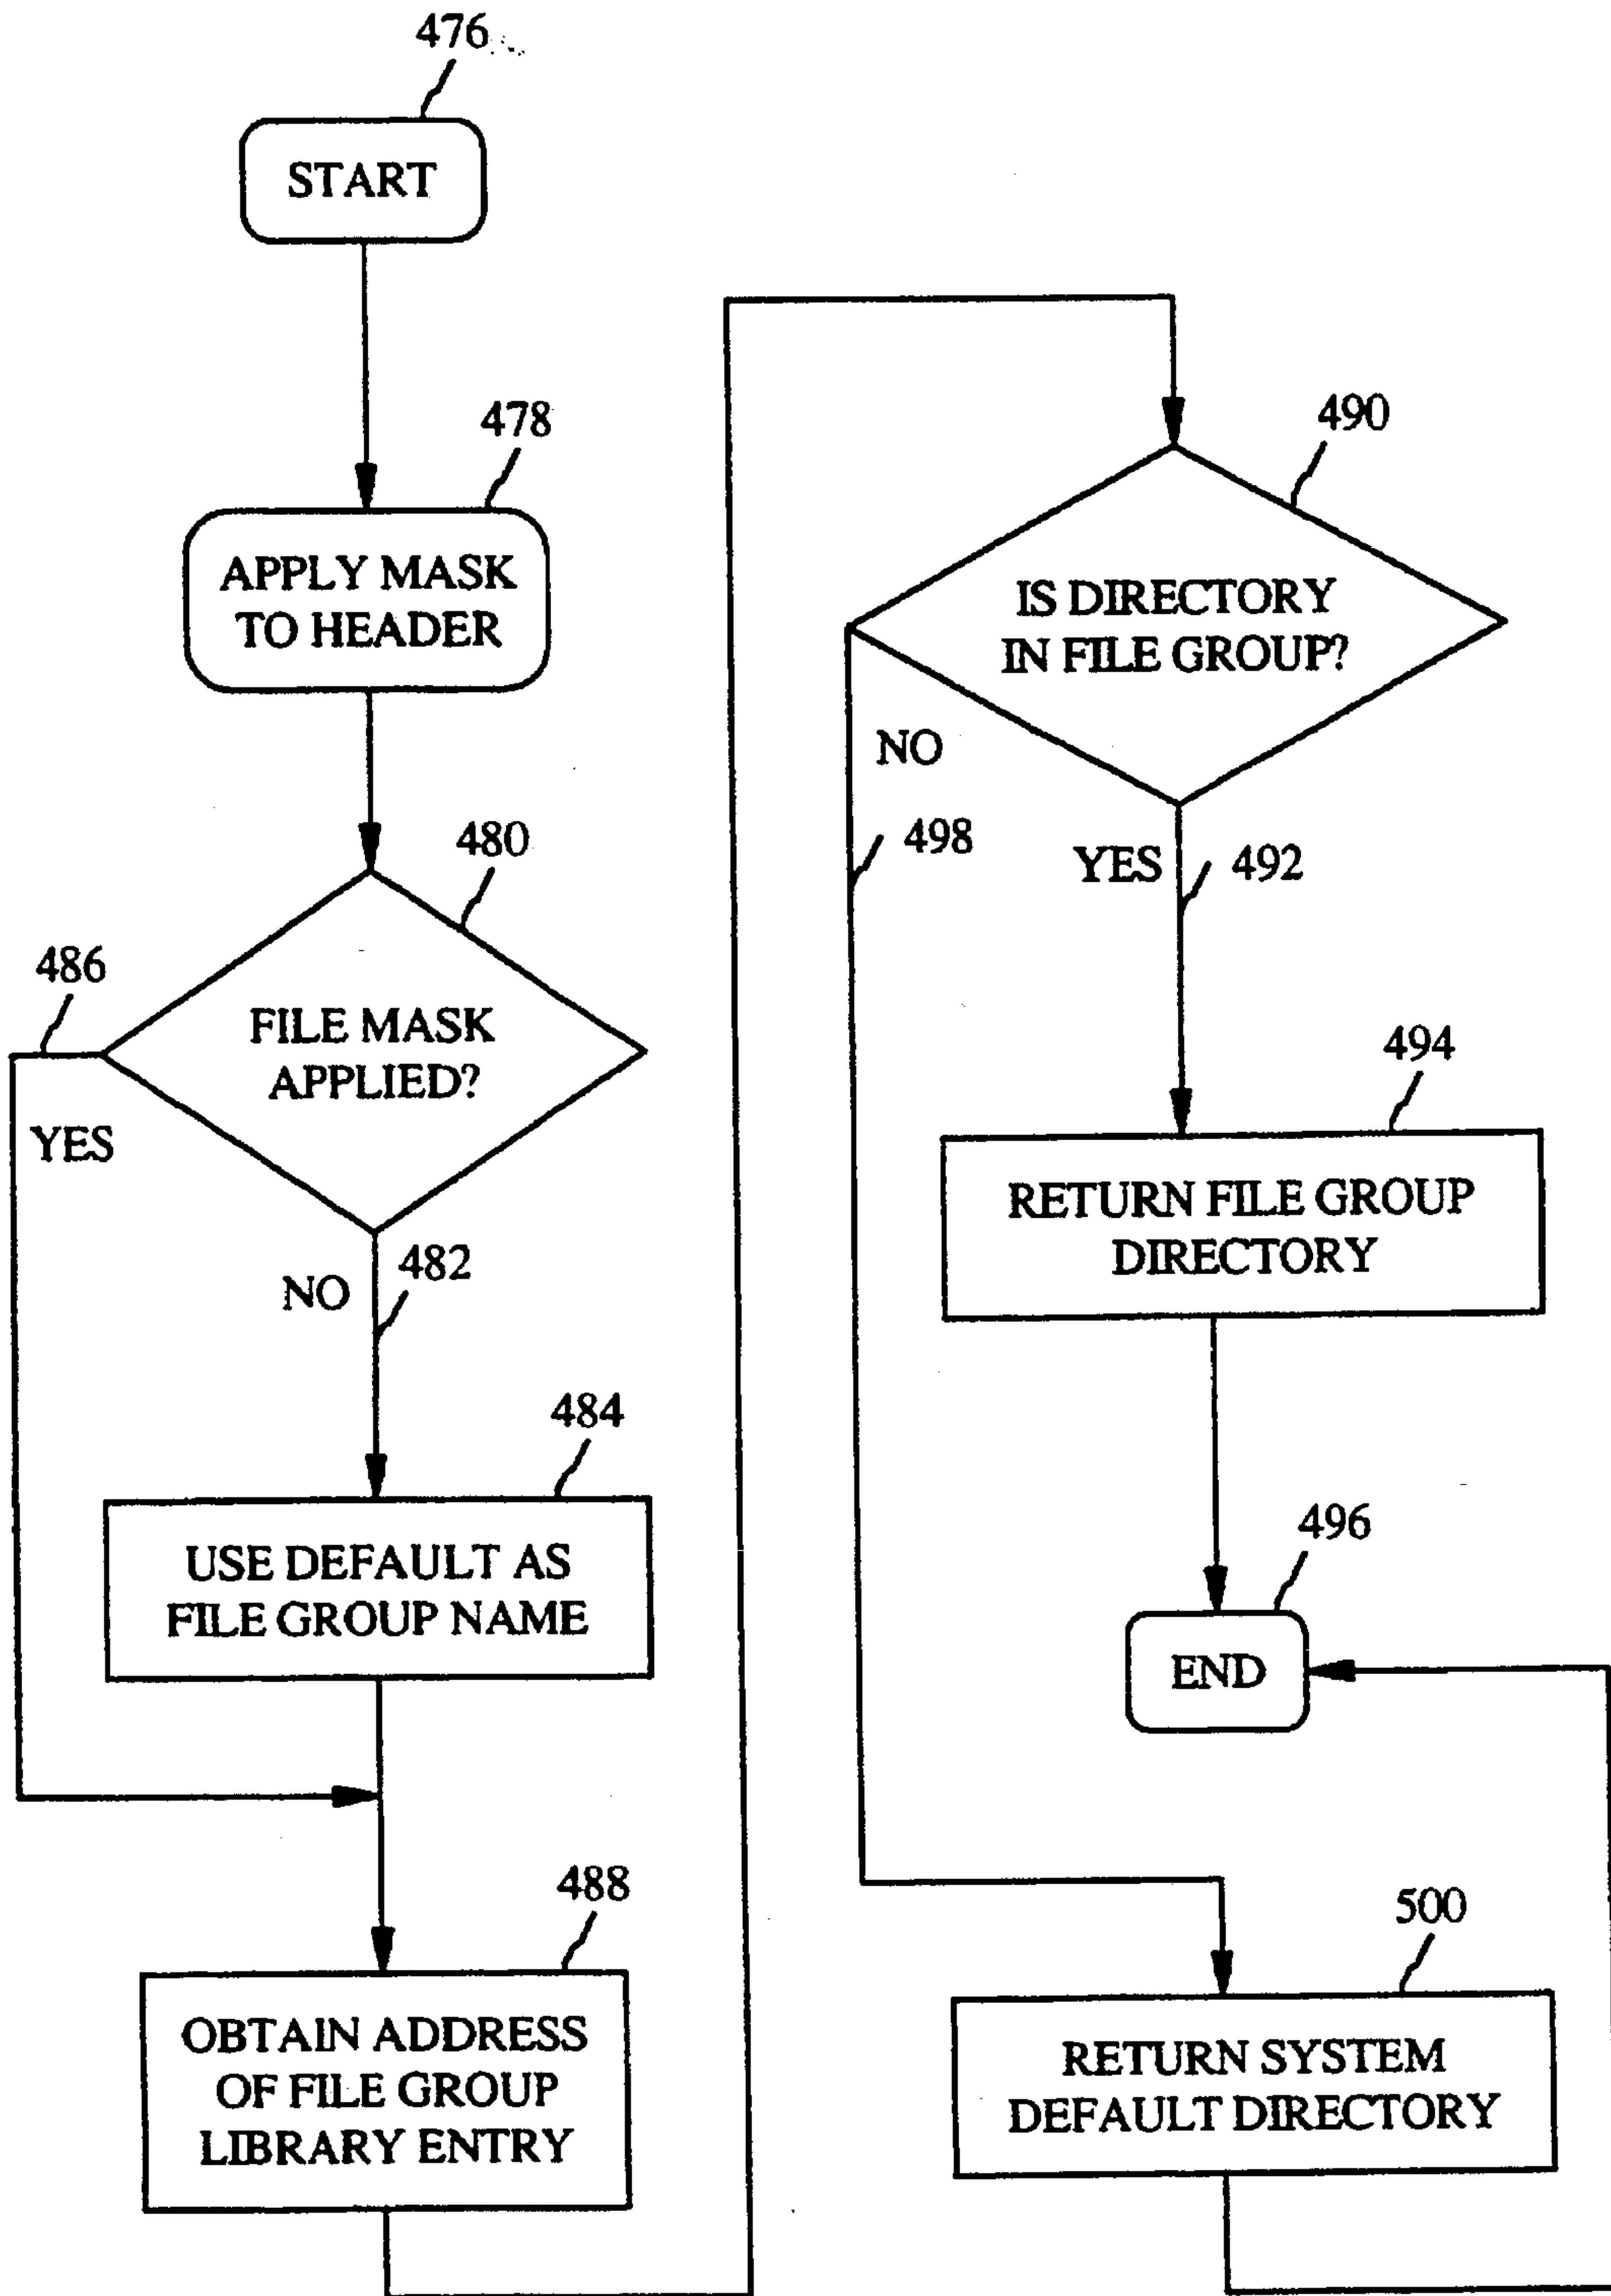 476
START
478
APPLY MASK
TO HEADER
480
486
FILE MASK
APPLIED?
YES
482
NO
484
USE DEFAULT AS
FILE GROUP NAME
488
OBTAIN ADDRESS
OF FILE GROUP
LIBRARY ENTRY
490
IS DIRECTORY
IN FILE GROUP?
NO
498
YES
492
494
RETURN FILE GROUP
DIRECTORY
496
END
500
RETURN SYSTEM
DEFAULT DIRECTORY